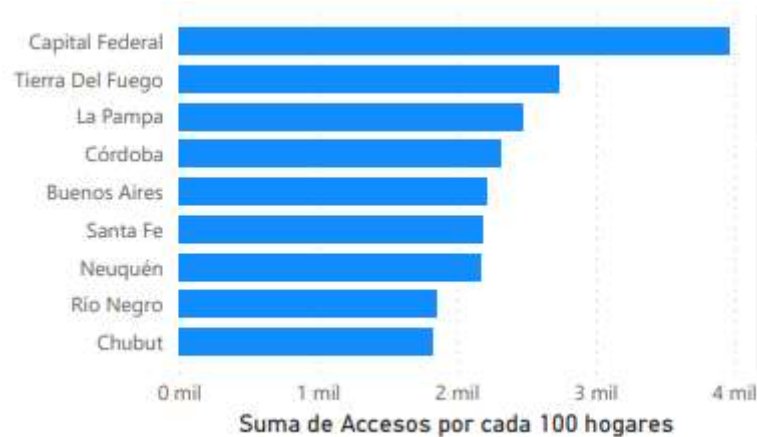 Capital Federal
Tierra Del Fuego
La Pampa
Córdoba
Buenos Aires
Santa Fe
Neuquén
Río Negro
Chubut
0 mil 1 mil 2 mil 3 mil 4 mil
Suma de Accesos por cada 100 hogares